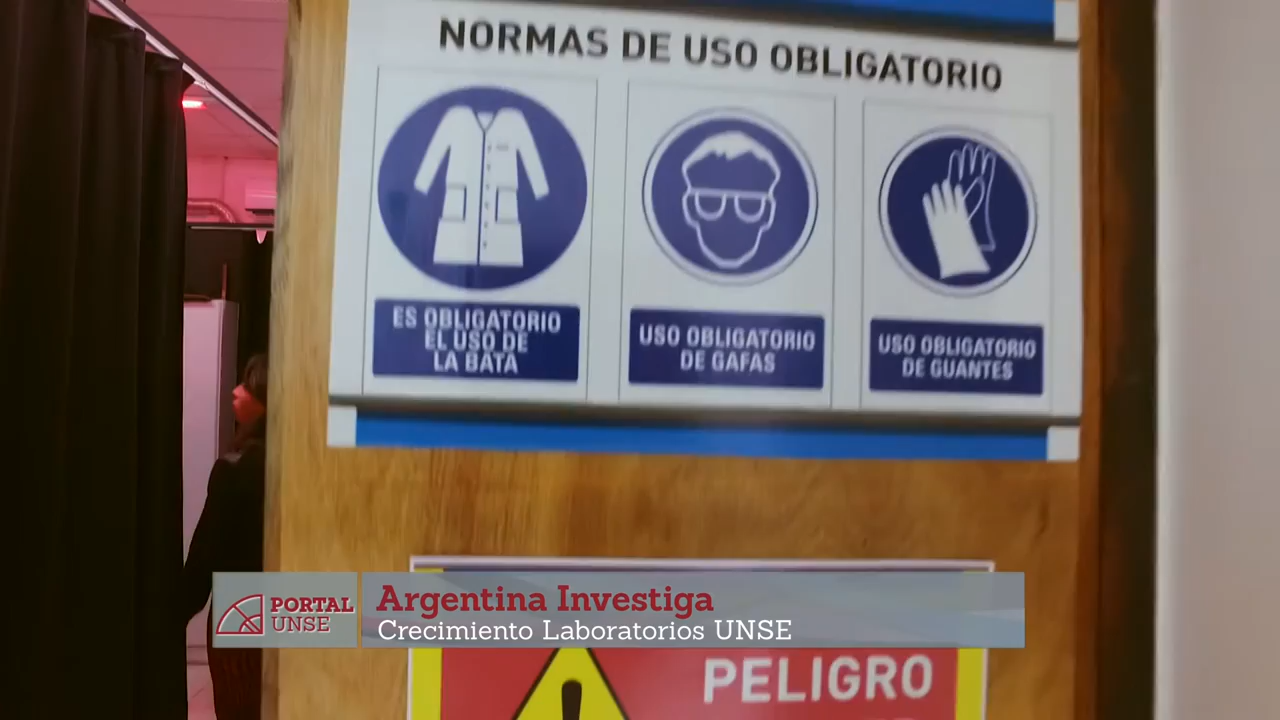 NORMAS DE USO OBLIGATORIO
ES OBLIGATORIO
EL USO DE
LA BATA
USO OBLIGATORIO
DE GAFAS
USO OBLIGATORIO
DE GUANTES
PORTAL
UNSE
Argentina Investiga
Crecimiento Laboratorios UNSE
PELIGRO